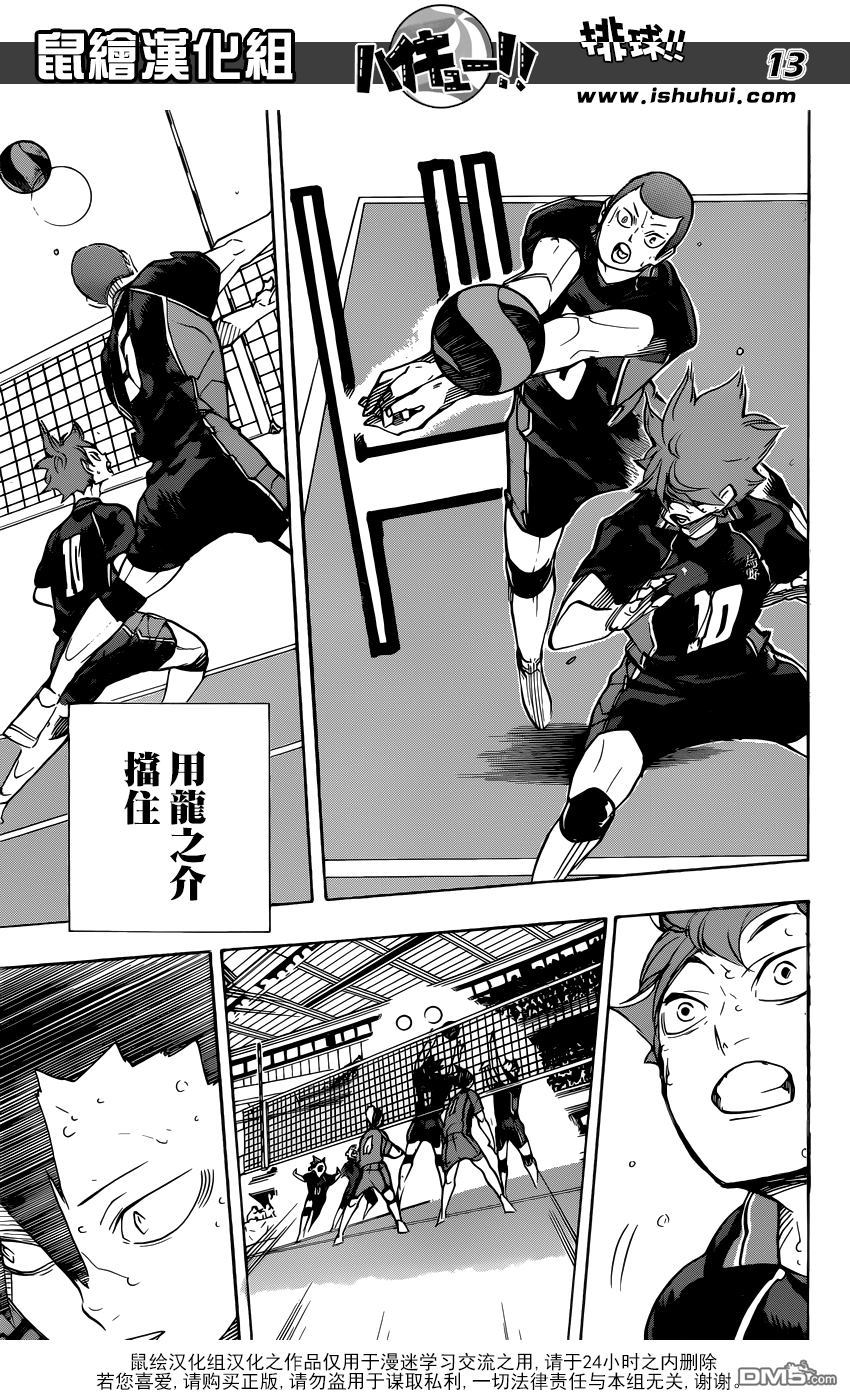 鼠繪漢化組
ハイキュー!!
排球!!
13
www.ishuhui.com
10
烏野
10
用龍之介
擋住
鼠绘汉化组汉化之作品仅用于漫迷学习交流之用, 请于24小时之内删除
若您喜爱, 请购买正版, 请勿盗用于谋取私利, 一切法律责任与本组无关, 谢谢。
DM5.com